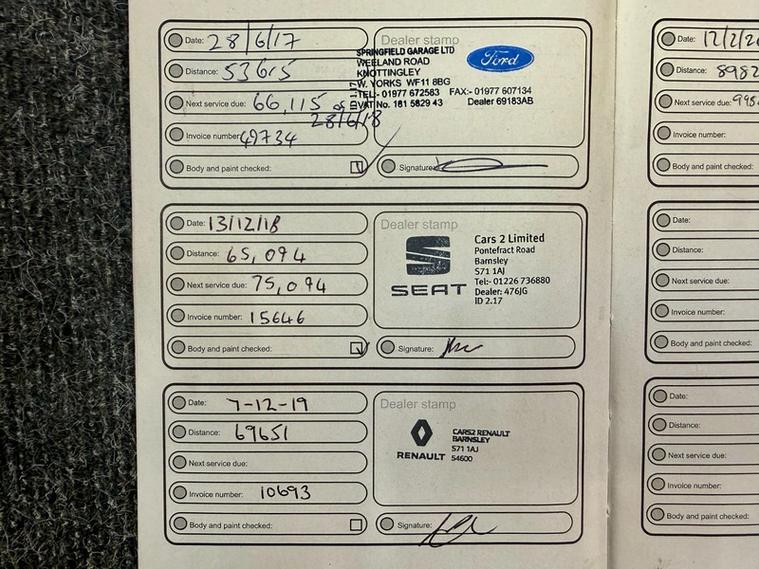 Date: 28/6/17
Distance: 53615
Next service due: 66,115 or
28/6/18
Invoice number: 49734
Body and paint checked:
Dealer stamp
SPRINGFIELD GARAGE LTD
WEELAND ROAD
KNOTTINGLEY
W. YORKS WF11 8BG
TEL:- 01977 672583 FAX:- 01977 607134
VAT No. 181 5829 43 Dealer 69183AB
Ford
Signature:
Date: 13/12/18
Distance: 65,094
Next service due: 75,094
Invoice number: 15646
Body and paint checked:
Dealer stamp
SEAT
Cars 2 Limited
Pontefract Road
Barnsley
S71 1AJ
Tel:- 01226 736880
Dealer: 476JG
ID 2.17
Signature:
Date: 7-12-19
Distance: 69651
Next service due:
Invoice number: 10693
Body and paint checked:
Dealer stamp
RENAULT
CARS2 RENAULT
BARNSLEY
S71 1AJ
54600
Signature:
Date: 12/2/20
Distance: 8982
Next service due: 998
Invoice number:
Body and paint checked:
Date:
Distance:
Next service due:
Invoice number:
Body and paint checked:
Date:
Distance:
Next service due:
Invoice number:
Body and paint checked: